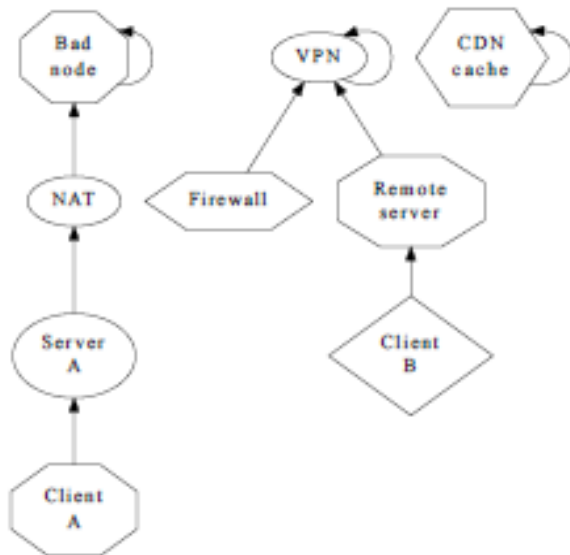 Bad
node
VPN
CDN
cache
NAT
Firewall
Remote
server
Server
A
Client
B
Client
A